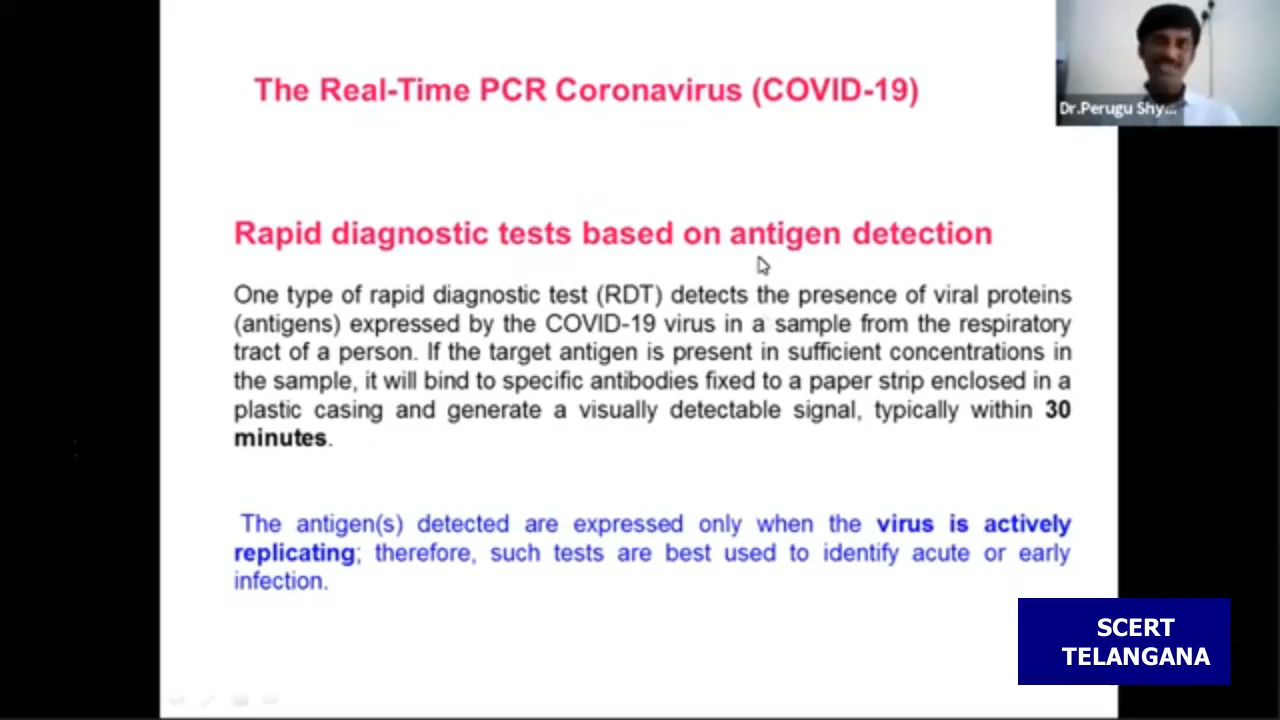 The Real-Time PCR Coronavirus (COVID-19)
Dr.Perugu Shy...
Rapid diagnostic tests based on antigen detection
One type of rapid diagnostic test (RDT) detects the presence of viral proteins
(antigens) expressed by the COVID-19 virus in a sample from the respiratory
tract of a person. If the target antigen is present in sufficient concentrations in
the sample, it will bind to specific antibodies fixed to a paper strip enclosed in a
plastic casing and generate a visually detectable signal, typically within 30
minutes.
The antigen(s) detected are expressed only when the virus is actively
replicating; therefore, such tests are best used to identify acute or early
infection.
SCERT
TELANGANA